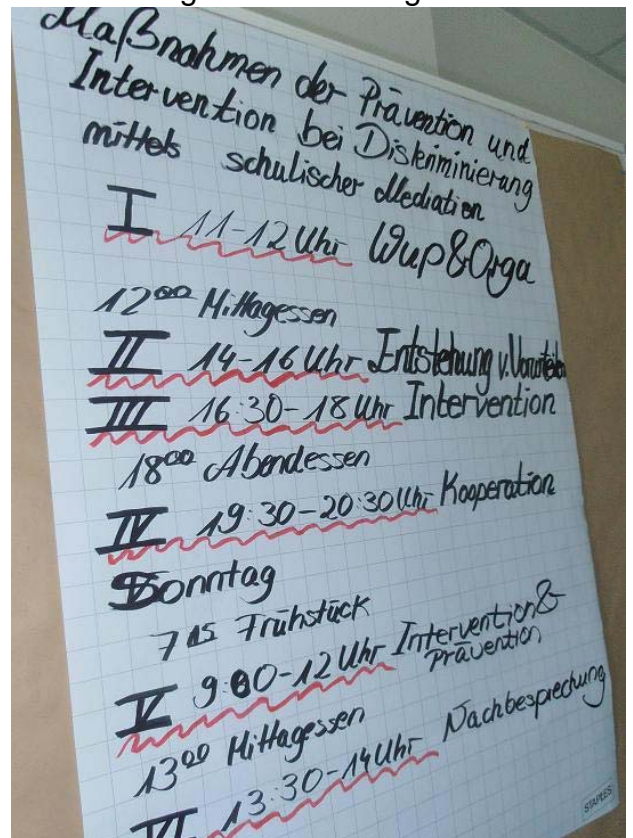 Maßnahmen der Prävention und
Intervention bei Diskriminierung
mittels schulischer Mediation
I 11-12 Uhr Wup&Orga
12⁰⁰ Mittagessen
II 14-16 Uhr Entstehung v. Vorurteilen
III 16:30-18 Uhr Intervention
18⁰⁰ Abendessen
IV 19:30-20:30 Uhr Kooperation
Sonntag
7⁴⁵ Frühstück
V 9:00-12 Uhr Intervention &
Prävention
13⁰⁰ Mittagessen
VI 13:30-14 Uhr Nachbesprechung
STAPLES